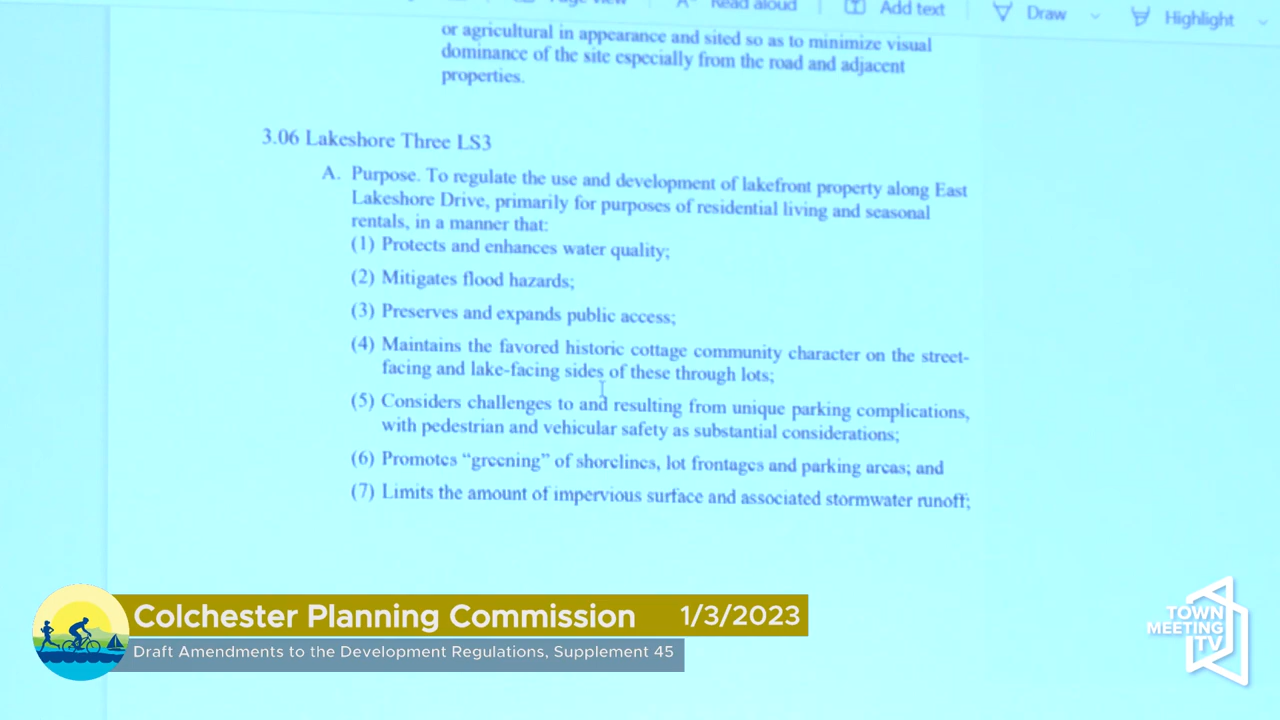 Page view
Read aloud
Add text
Draw
Highlight
or agricultural in appearance and sited so as to minimize visual
dominance of the site especially from the road and adjacent
properties.
3.06 Lakeshore Three LS3
A. Purpose. To regulate the use and development of lakefront property along East
Lakeshore Drive, primarily for purposes of residential living and seasonal
rentals, in a manner that:
(1) Protects and enhances water quality;
(2) Mitigates flood hazards;
(3) Preserves and expands public access;
(4) Maintains the favored historic cottage community character on the street-
facing and lake-facing sides of these through lots;
(5) Considers challenges to and resulting from unique parking complications,
with pedestrian and vehicular safety as substantial considerations;
(6) Promotes “greening” of shorelines, lot frontages and parking areas; and
(7) Limits the amount of impervious surface and associated stormwater runoff;
Colchester Planning Commission 1/3/2023
Draft Amendments to the Development Regulations, Supplement 45
TOWN
MEETING
TV